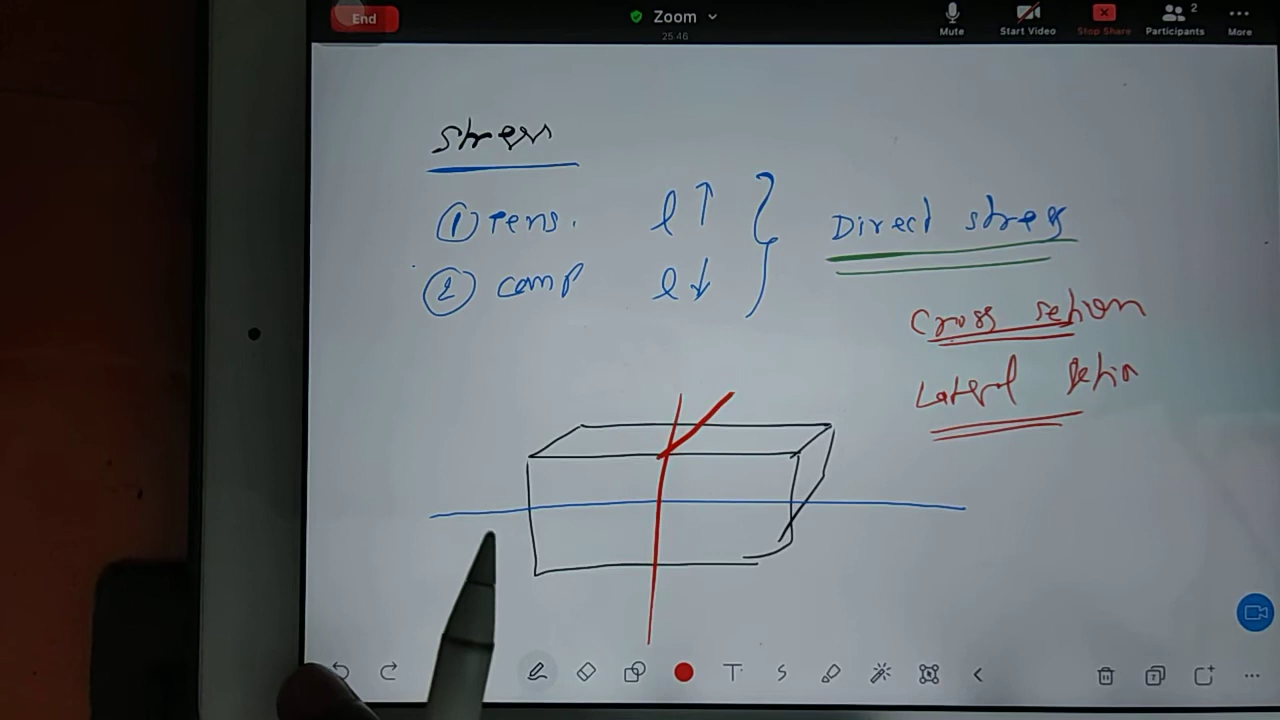 End
Zoom
25:46
Mute
Start Video
Stop Share
Participants
2
More
Stress
① Tens. l↑
② comp l↓
Direct stress
Cross
Lateral
T
S